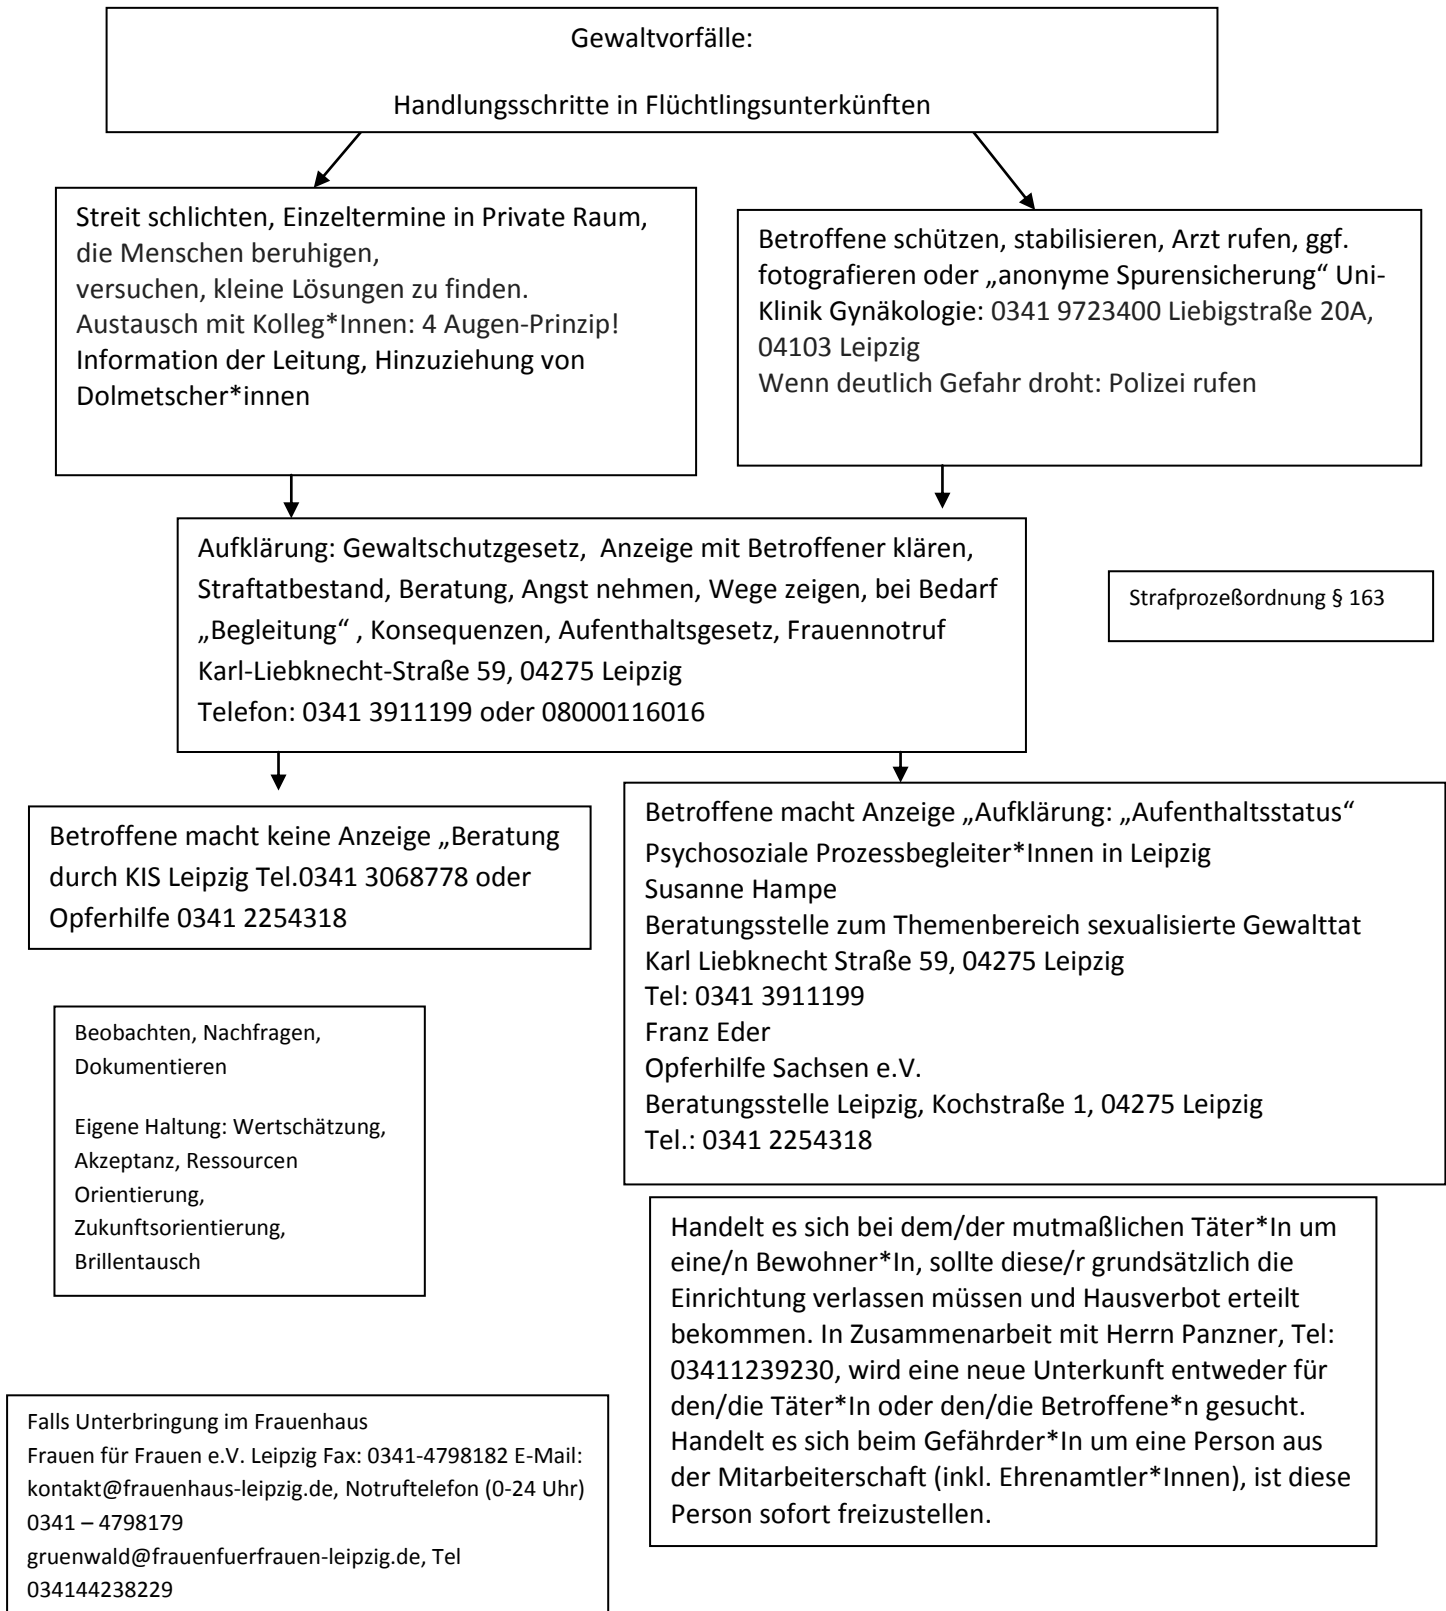 Gewaltvorfälle:
Handlungsschritte in Flüchtlingsunterkünften
Streit schlichten, Einzeltermine in Private Raum,
die Menschen beruhigen,
versuchen, kleine Lösungen zu finden.
Austausch mit Kolleg*Innen: 4 Augen-Prinzip!
Information der Leitung, Hinzuziehung von
Dolmetscher*innen
Betroffene schützen, stabilisieren, Arzt rufen, ggf.
fotografieren oder „anonyme Spurensicherung“ Uni-
Klinik Gynäkologie: 0341 9723400 Liebigstraße 20A,
04103 Leipzig
Wenn deutlich Gefahr droht: Polizei rufen
Aufklärung: Gewaltschutzgesetz, Anzeige mit Betroffener klären,
Straftatbestand, Beratung, Angst nehmen, Wege zeigen, bei Bedarf
„Begleitung“ , Konsequenzen, Aufenthaltsgesetz, Frauennotruf
Karl-Liebknecht-Straße 59, 04275 Leipzig
Telefon: 0341 3911199 oder 08000116016
Strafprozeßordnung § 163
Betroffene macht keine Anzeige „Beratung
durch KIS Leipzig Tel.0341 3068778 oder
Opferhilfe 0341 2254318
Betroffene macht Anzeige „Aufklärung: „Aufenthaltsstatus“
Psychosoziale Prozessbegleiter*Innen in Leipzig
Susanne Hampe
Beratungsstelle zum Themenbereich sexualisierte Gewalttat
Karl Liebknecht Straße 59, 04275 Leipzig
Tel: 0341 3911199
Franz Eder
Opferhilfe Sachsen e.V.
Beratungsstelle Leipzig, Kochstraße 1, 04275 Leipzig
Tel.: 0341 2254318
Beobachten, Nachfragen,
Dokumentieren
Eigene Haltung: Wertschätzung,
Akzeptanz, Ressourcen
Orientierung,
Zukunftsorientierung,
Brillentausch
Handelt es sich bei dem/der mutmaßlichen Täter*In um
eine/n Bewohner*In, sollte diese/r grundsätzlich die
Einrichtung verlassen müssen und Hausverbot erteilt
bekommen. In Zusammenarbeit mit Herrn Panzner, Tel:
03411239230, wird eine neue Unterkunft entweder für
den/die Täter*In oder den/die Betroffene*n gesucht.
Handelt es sich beim Gefährder*In um eine Person aus
der Mitarbeiterschaft (inkl. Ehrenamtler*Innen), ist diese
Person sofort freizustellen.
Falls Unterbringung im Frauenhaus
Frauen für Frauen e.V. Leipzig Fax: 0341-4798182 E-Mail:
kontakt@frauenhaus-leipzig.de, Notruftelefon (0-24 Uhr)
0341 – 4798179
gruenwald@frauenfuerfrauen-leipzig.de, Tel
034144238229